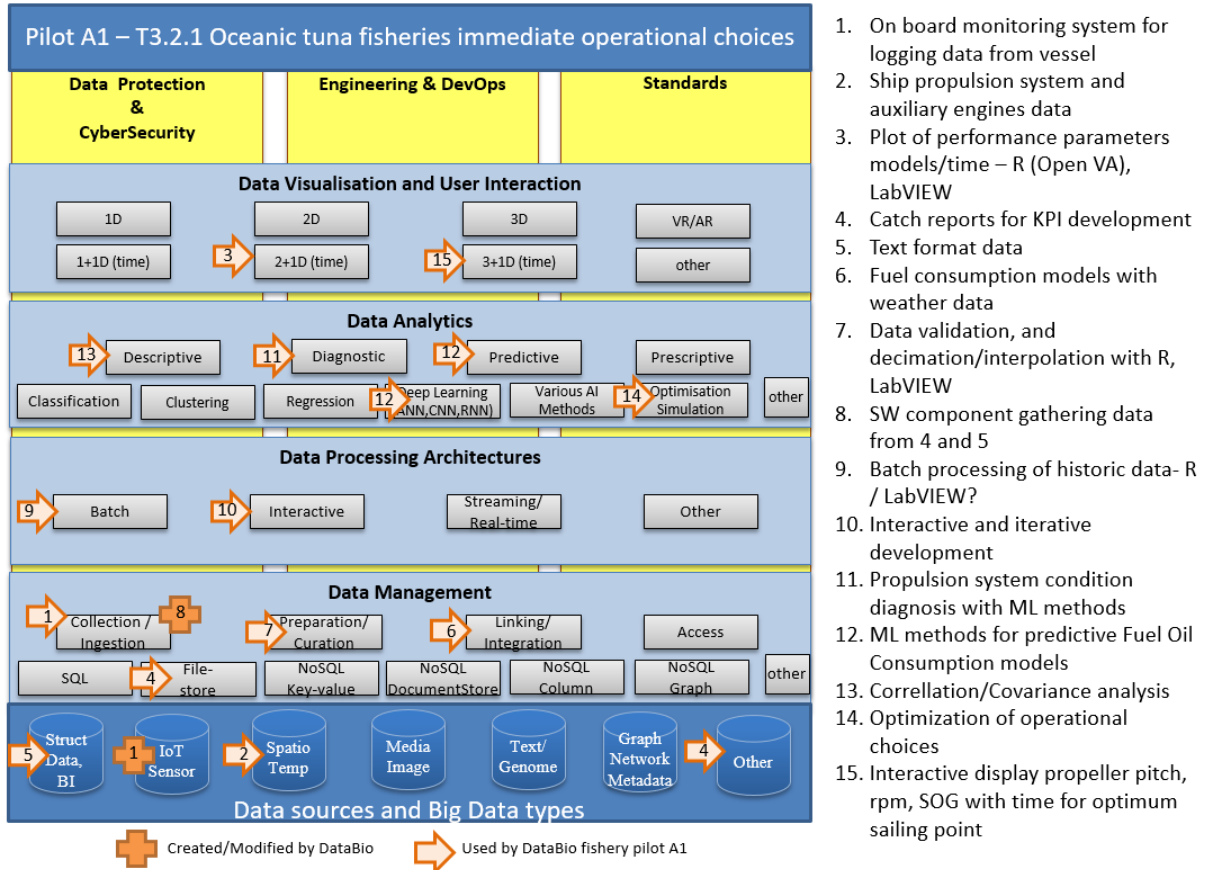 Pilot A1 – T3.2.1 Oceanic tuna fisheries immediate operational choices
Data Protection
&
CyberSecurity
Engineering & DevOps
Standards
Data Visualisation and User Interaction
1D
2D
3D
VR/AR
1+1D (time)
3
2+1D (time)
15
3+1D (time)
other
Data Analytics
13
Descriptive
11
Diagnostic
12
Predictive
Prescriptive
Classification
Clustering
Regression
12
Deep Learning
ANN,CNN,RNN)
Various AI
Methods
14
Optimisation
Simulation
other
Data Processing Architectures
9
Batch
10
Interactive
Streaming/
Real-time
Other
Data Management
1
Collection /
Ingestion
8
7
Preparation/
Curation
6
Linking/
Integration
Access
SQL
4
File-
store
NoSQL
Key-value
NoSQL
DocumentStore
NoSQL
Column
NoSQL
Graph
other
5
Struct
Data,
BI
1
IoT
Sensor
2
Spatio
Temp
Media
Image
Text/
Genome
Graph
Network
Metadata
4
Other
Data sources and Big Data types
Created/Modified by DataBio
Used by DataBio fishery pilot A1
1. On board monitoring system for
logging data from vessel
2. Ship propulsion system and
auxiliary engines data
3. Plot of performance parameters
models/time – R (Open VA),
LabVIEW
4. Catch reports for KPI development
5. Text format data
6. Fuel consumption models with
weather data
7. Data validation, and
decimation/interpolation with R,
LabVIEW
8. SW component gathering data
from 4 and 5
9. Batch processing of historic data- R
/ LabVIEW?
10. Interactive and iterative
development
11. Propulsion system condition
diagnosis with ML methods
12. ML methods for predictive Fuel Oil
Consumption models
13. Correllation/Covariance analysis
14. Optimization of operational
choices
15. Interactive display propeller pitch,
rpm, SOG with time for optimum
sailing point